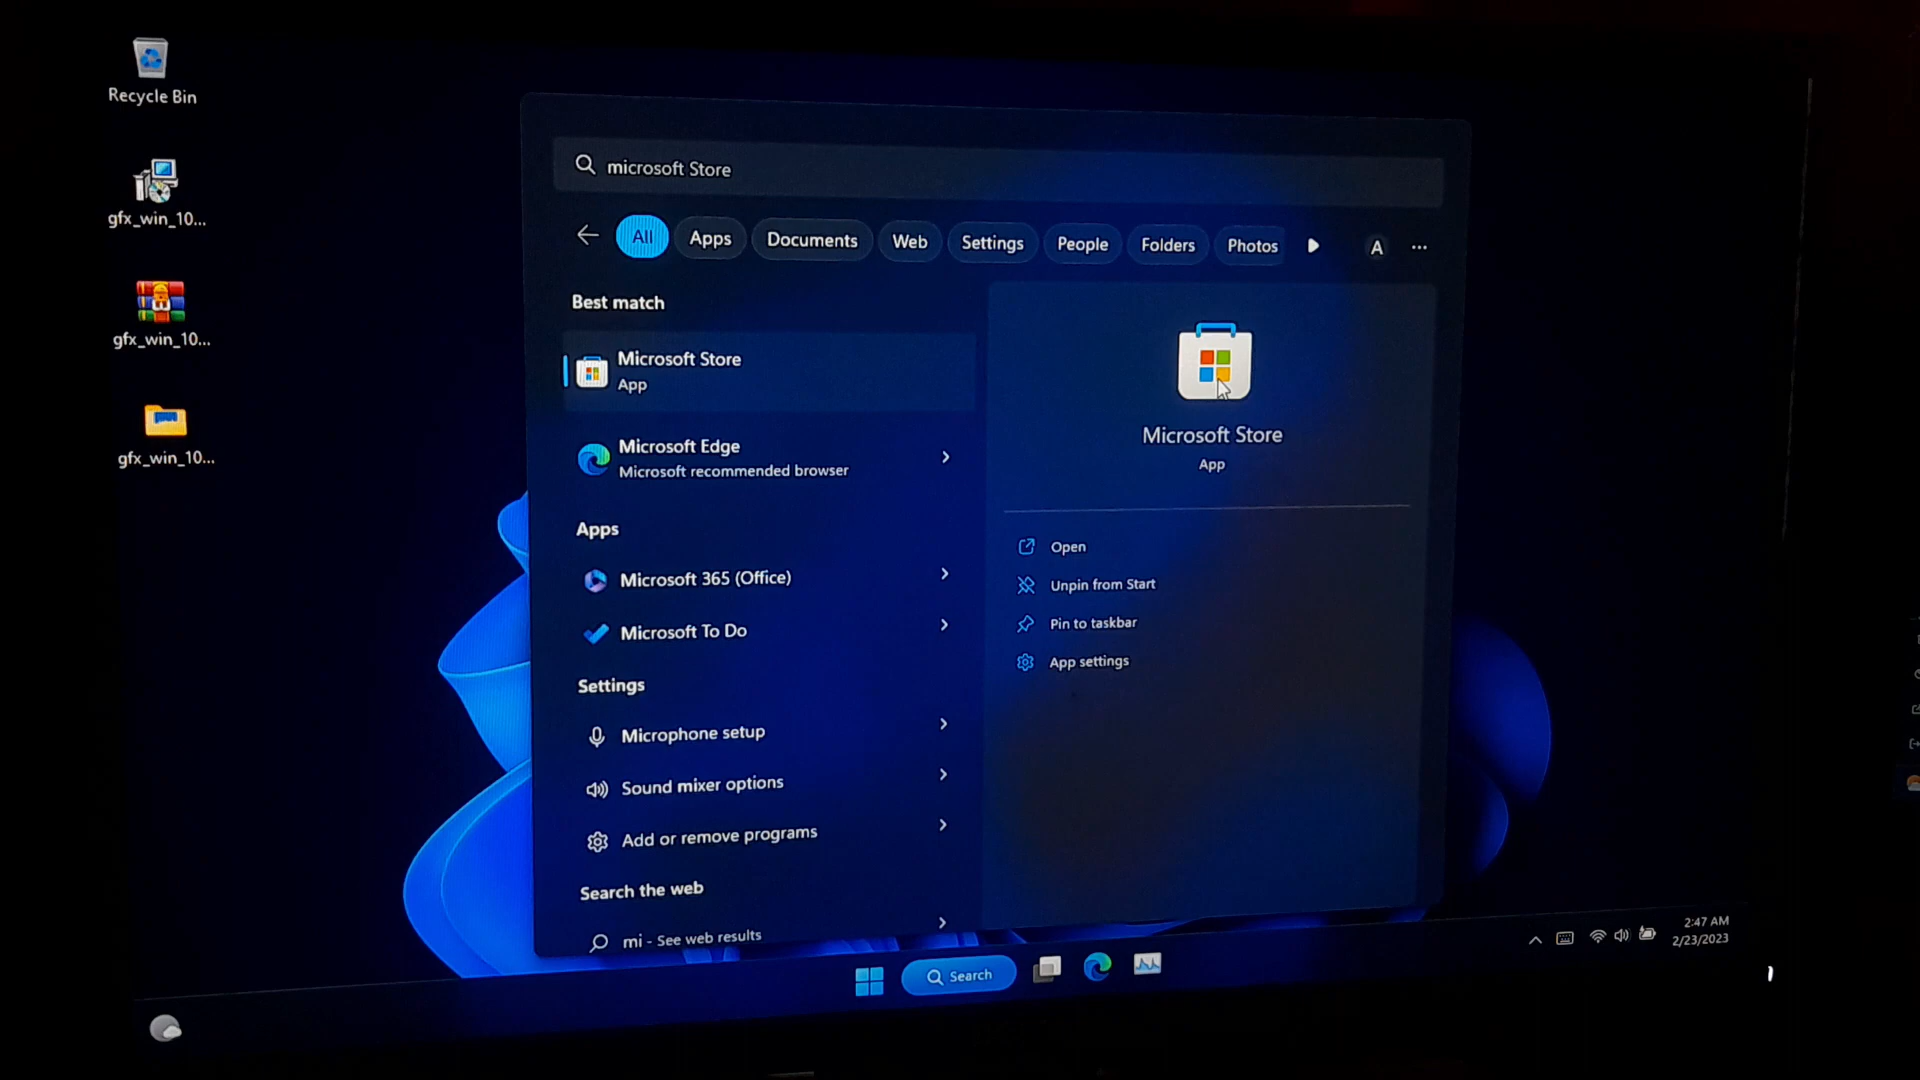 Recycle Bin
gfx_win_10...
gfx_win_10...
gfx_win_10...
microsoft Store
All
Apps
Documents
Web
Settings
People
Folders
Photos
A
Best match
Microsoft Store
App
Microsoft Edge
Microsoft recommended browser
Apps
Microsoft 365 (Office)
Microsoft To Do
Settings
Microphone setup
Sound mixer options
Add or remove programs
Search the web
mi - See web results
Microsoft Store
App
Open
Unpin from Start
Pin to taskbar
App settings
Search
2:47 AM
2/23/2023